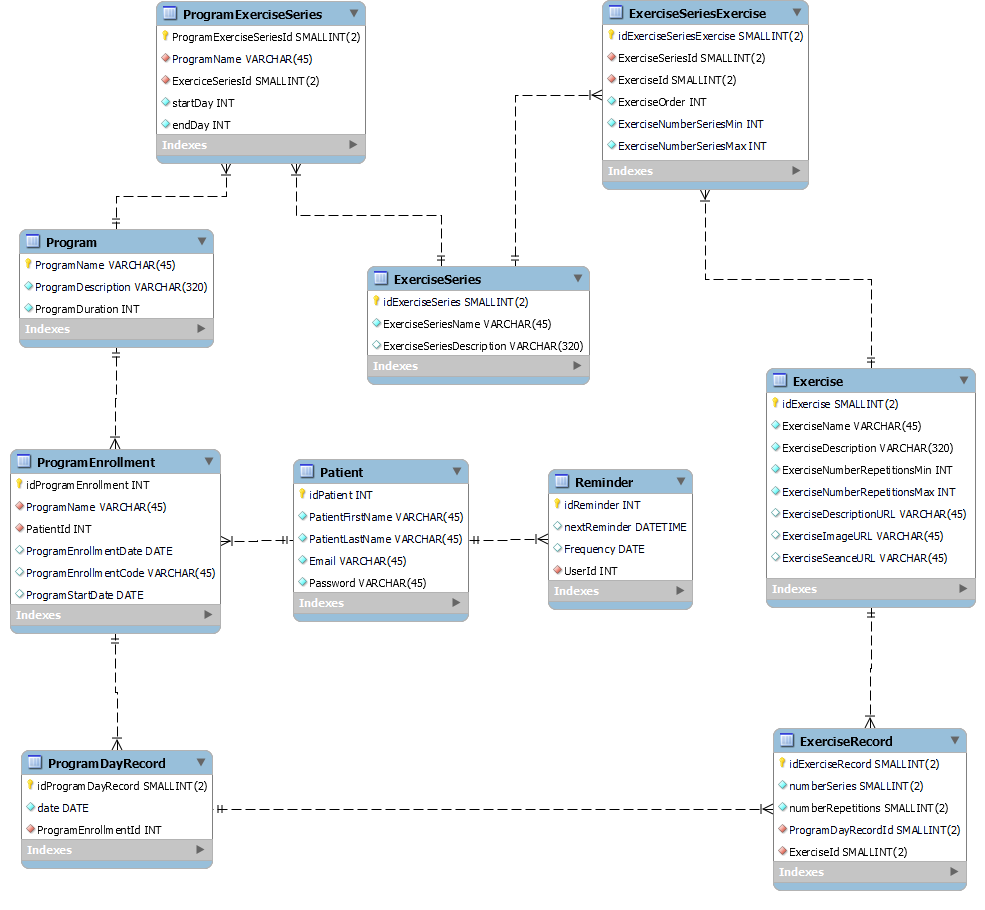 ProgramExerciseSeries
ProgramExerciseSeriesId SMALLINT(2)
ProgramName VARCHAR(45)
ExerciceSeriesId SMALLINT(2)
startDay INT
endDay INT
Indexes
ExerciseSeriesExercise
idExerciseSeriesExercise SMALLINT(2)
ExerciseSeriesId SMALLINT(2)
ExerciseId SMALLINT(2)
ExerciseOrder INT
ExerciseNumberSeriesMin INT
ExerciseNumberSeriesMax INT
Indexes
Program
ProgramName VARCHAR(45)
ProgramDescription VARCHAR(320)
ProgramDuration INT
Indexes
ExerciseSeries
idExerciseSeries SMALLINT(2)
ExerciseSeriesName VARCHAR(45)
ExerciseSeriesDescription VARCHAR(320)
Indexes
Exercise
idExercise SMALLINT(2)
ExerciseName VARCHAR(45)
ExerciseDescription VARCHAR(320)
ExerciseNumberRepetitionsMin INT
ExerciseNumberRepetitionsMax INT
ExerciseDescriptionURL VARCHAR(45)
ExerciseImageURL VARCHAR(45)
ExerciseSeanceURL VARCHAR(45)
Indexes
ProgramEnrollment
idProgramEnrollment INT
ProgramName VARCHAR(45)
PatientId INT
ProgramEnrollmentDate DATE
ProgramEnrollmentCode VARCHAR(45)
ProgramStartDate DATE
Indexes
Patient
idPatient INT
PatientFirstName VARCHAR(45)
PatientLastName VARCHAR(45)
Email VARCHAR(45)
Password VARCHAR(45)
Indexes
Reminder
idReminder INT
nextReminder DATETIME
Frequency DATE
UserId INT
Indexes
ProgramDayRecord
idProgramDayRecord SMALLINT(2)
date DATE
ProgramEnrollmentId INT
Indexes
ExerciseRecord
idExerciseRecord SMALLINT(2)
numberSeries SMALLINT(2)
numberRepetitions SMALLINT(2)
ProgramDayRecordId SMALLINT(2)
ExerciseId SMALLINT(2)
Indexes